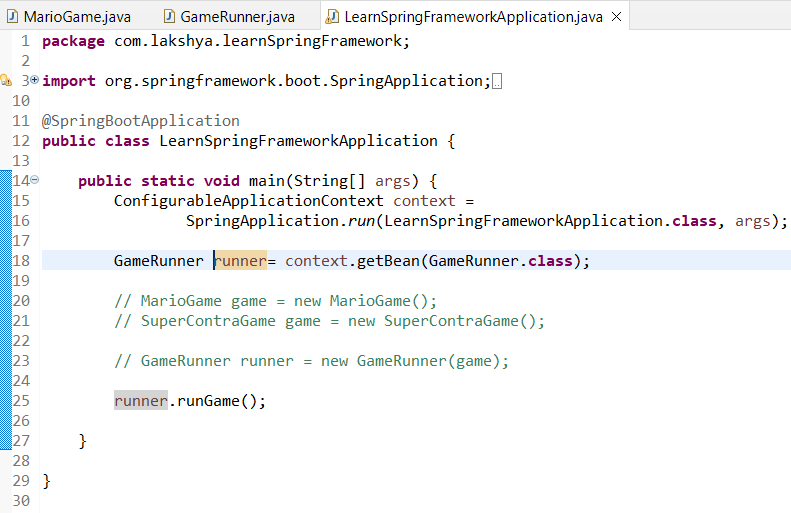 MarioGame.java GameRunner.java LearnSpringFrameworkApplication.java
1 package com.lakshya.learnSpringFramework;
2
3 import org.springframework.boot.SpringApplication;
10
11 @SpringBootApplication
12 public class LearnSpringFrameworkApplication {
13
14 public static void main(String[] args) {
15 ConfigurableApplicationContext context =
16 SpringApplication.run(LearnSpringFrameworkApplication.class, args);
17
18 GameRunner runner= context.getBean(GameRunner.class);
19
20 // MarioGame game = new MarioGame();
21 // SuperContraGame game = new SuperContraGame();
22
23 // GameRunner runner = new GameRunner(game);
24
25 runner.runGame();
26
27 }
28
29 }
30